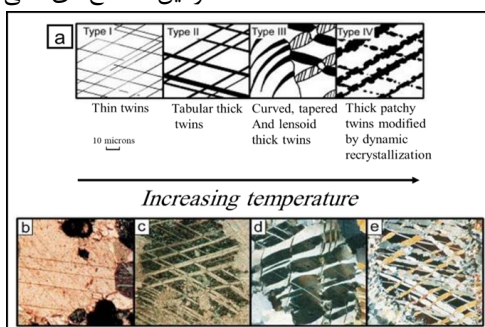 a
Type I
Type II
Type III
Type IV
Thin twins
Tabular thick
twins
Curved, tapered
And lensoid
thick twins
Thick patchy
twins modified
by dynamic
recrystallization
10 microns
Increasing temperature
b
c
d
e